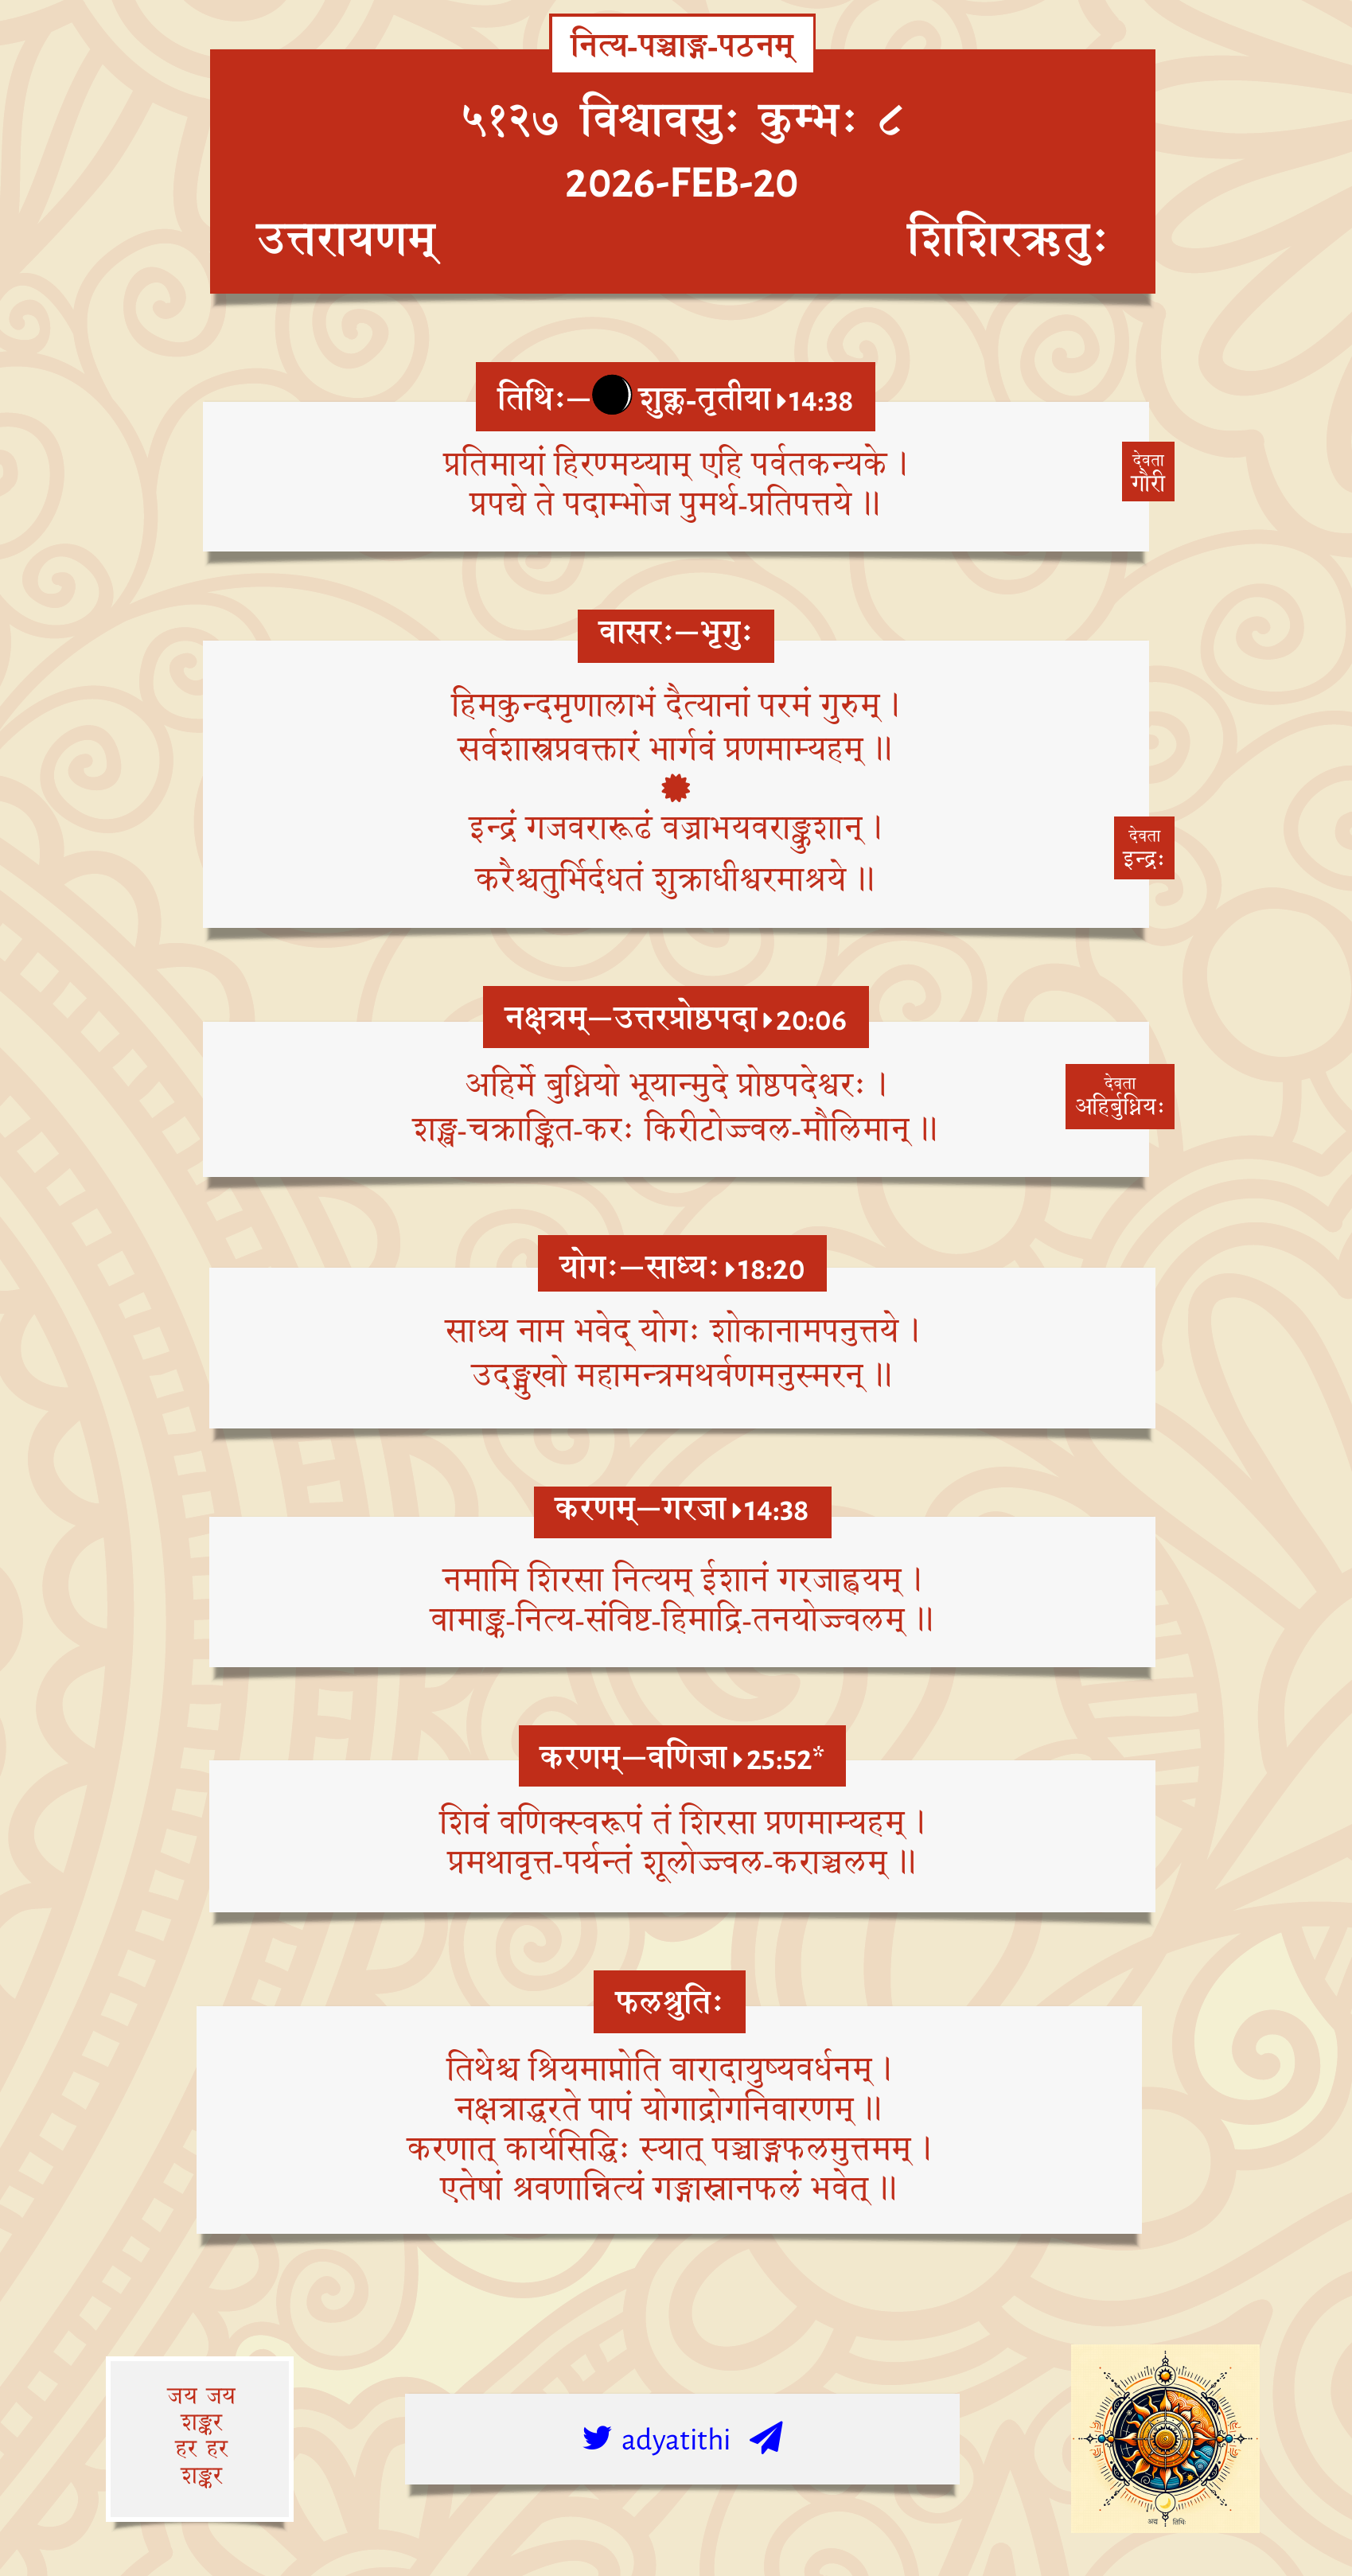 नित्य-पञ्चाङ्ग-पठनम्
५१२७ विश्वावसुः कुम्भः ८
2026-FEB-20
उत्तरायणम् शिशिरऋतुः
तिथिः—शुक्ल-तृतीया▸14:38
प्रतिमायां हिरण्मय्याम् एहि पर्वतकन्यके ।
प्रपद्ये ते पदाम्भोज पुमर्थ-प्रतिपत्तये ॥
देवता
गौरी
वासरः—भृगुः
हिमकुन्दमृणालाभं दैत्यानां परमं गुरुम् ।
सर्वशास्त्रप्रवक्तारं भार्गवं प्रणमाम्यहम् ॥
इन्द्रं गजवरारूढं वज्राभयवराङ्कुशान् ।
करैश्चतुर्भिर्दधतं शुक्राधीश्वरमाश्रये ॥
देवता
इन्द्रः
नक्षत्रम्—उत्तरप्रोष्ठपदा▸20:06
अहिर्मे बुध्नियो भूयान्मुदे प्रोष्ठपदेश्वरः ।
शङ्ख-चक्राङ्कित-करः किरीटोज्ज्वल-मौलिमान् ॥
देवता
अहिर्बुध्नियः
योगः—साध्यः▸18:20
साध्य नाम भवेद् योगः शोकानामपनुत्तये ।
उदङ्मुखो महामन्त्रमथर्वणमनुस्मरन् ॥
करणम्—गरजा▸14:38
नमामि शिरसा नित्यम् ईशानं गरजाह्वयम् ।
वामाङ्क-नित्य-संविष्ट-हिमाद्रि-तनयोज्ज्वलम् ॥
करणम्—वणिजा▸25:52*
शिवं वणिक्स्वरूपं तं शिरसा प्रणमाम्यहम् ।
प्रमथावृत्त-पर्यन्तं शूलोज्ज्वल-कराञ्चलम् ॥
फलश्रुतिः
तिथेश्च श्रियमाप्नोति वारादायुष्यवर्धनम् ।
नक्षत्राद्धरते पापं योगाद्रोगनिवारणम् ॥
करणात् कार्यसिद्धिः स्यात् पञ्चाङ्गफलमुत्तमम् ।
एतेषां श्रवणान्नित्यं गङ्गास्नानफलं भवेत् ॥
जय जय
शङ्कर
हर हर
शङ्कर
adyatithi
अद्य तिथिः